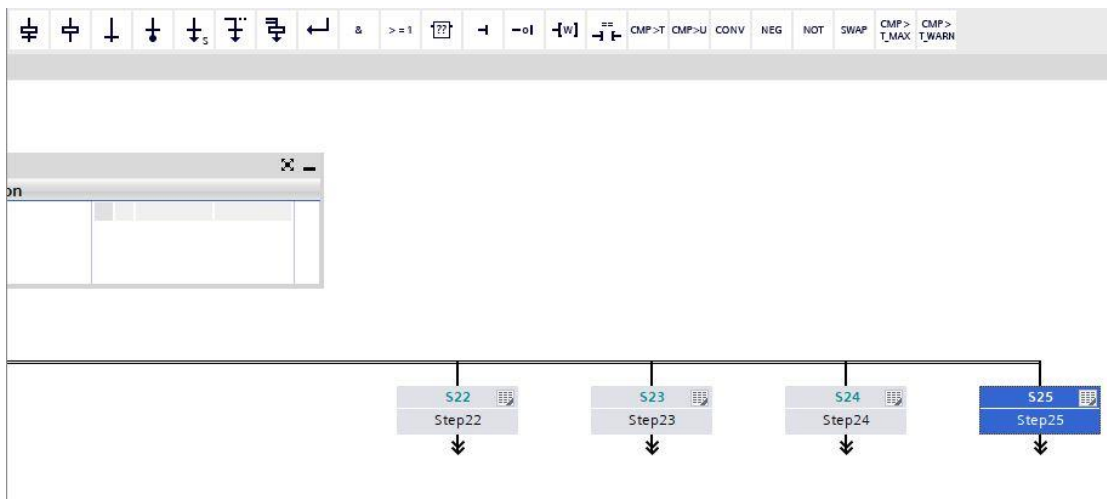 S
& >=1 ?? [W] == CMP>T CMP>U CONV NEG NOT SWAP CMP> T_MAX CMP> T_WARN
on
S22 S23 S24 S25
Step22 Step23 Step24 Step25